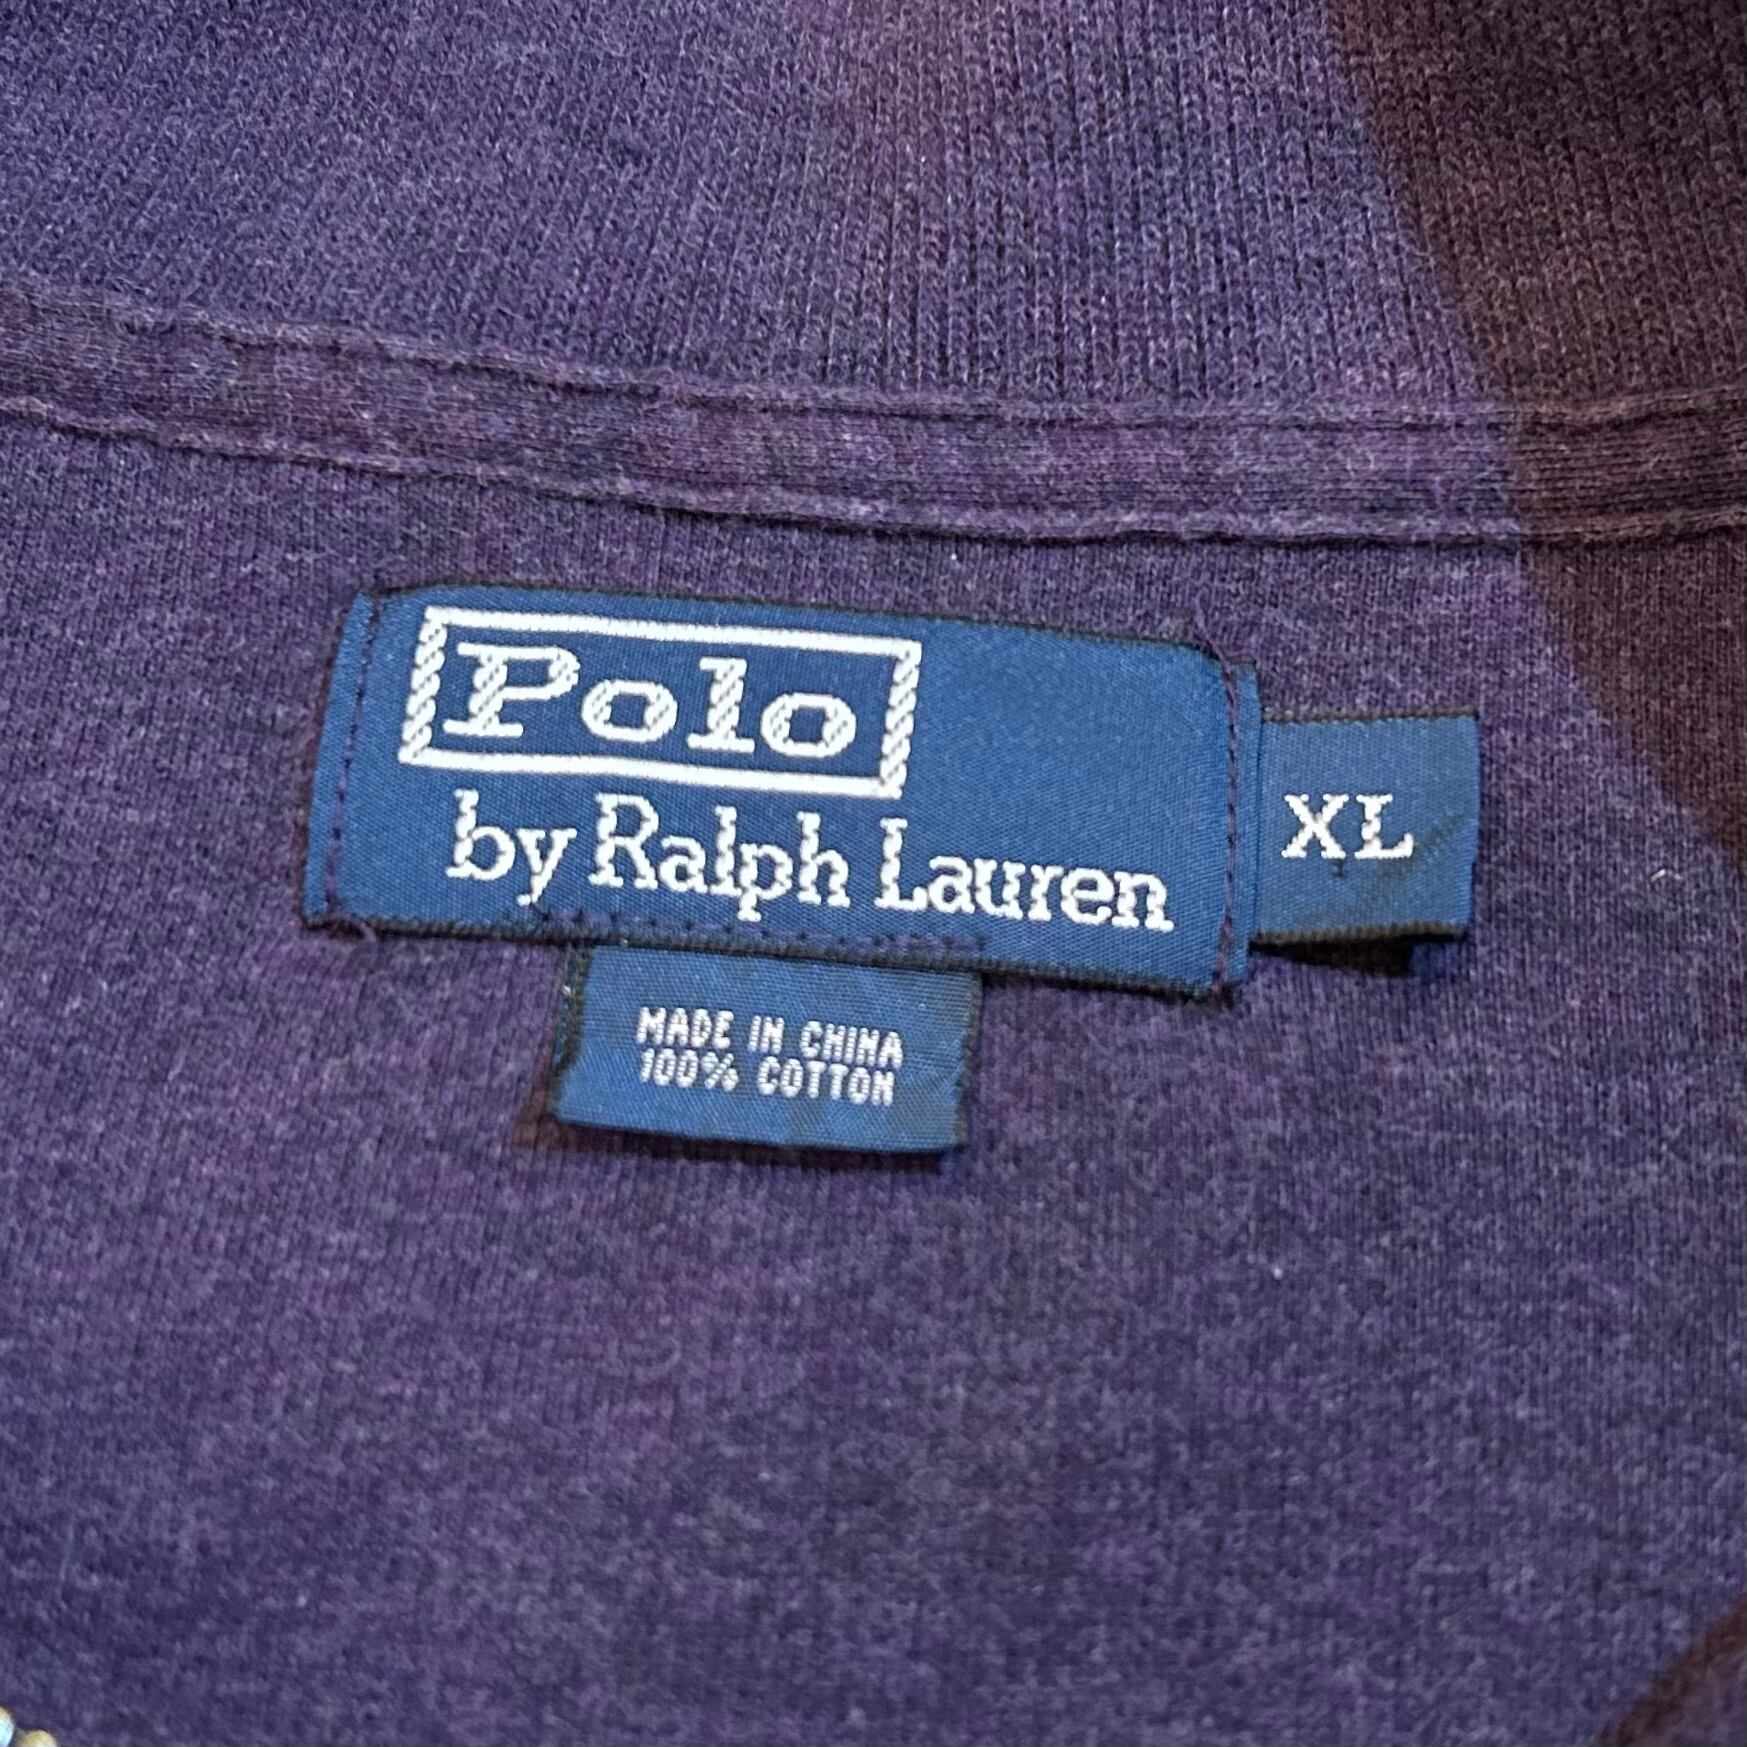 Polo
by Ralph Lauren
XL
MADE IN CHINA
100% COTTON